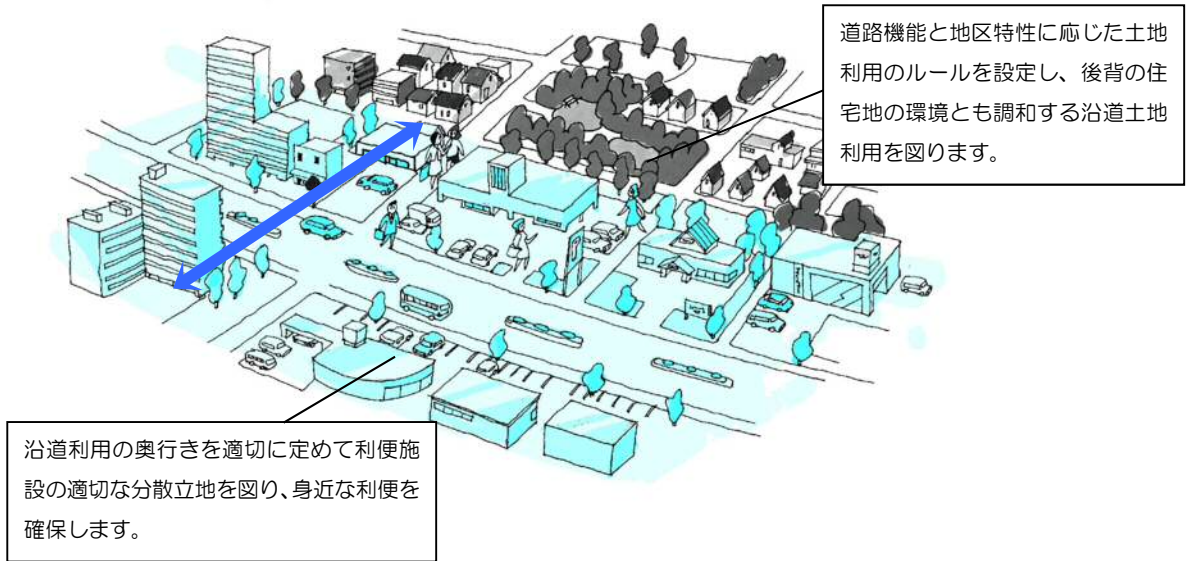 道路機能と地区特性に応じた土地
利用のルールを設定し、後背の住
宅地の環境とも調和する沿道土地
利用を図ります。
沿道利用の奥行きを適切に定めて利便施
設の適切な分散立地を図り、身近な利便を
確保します。